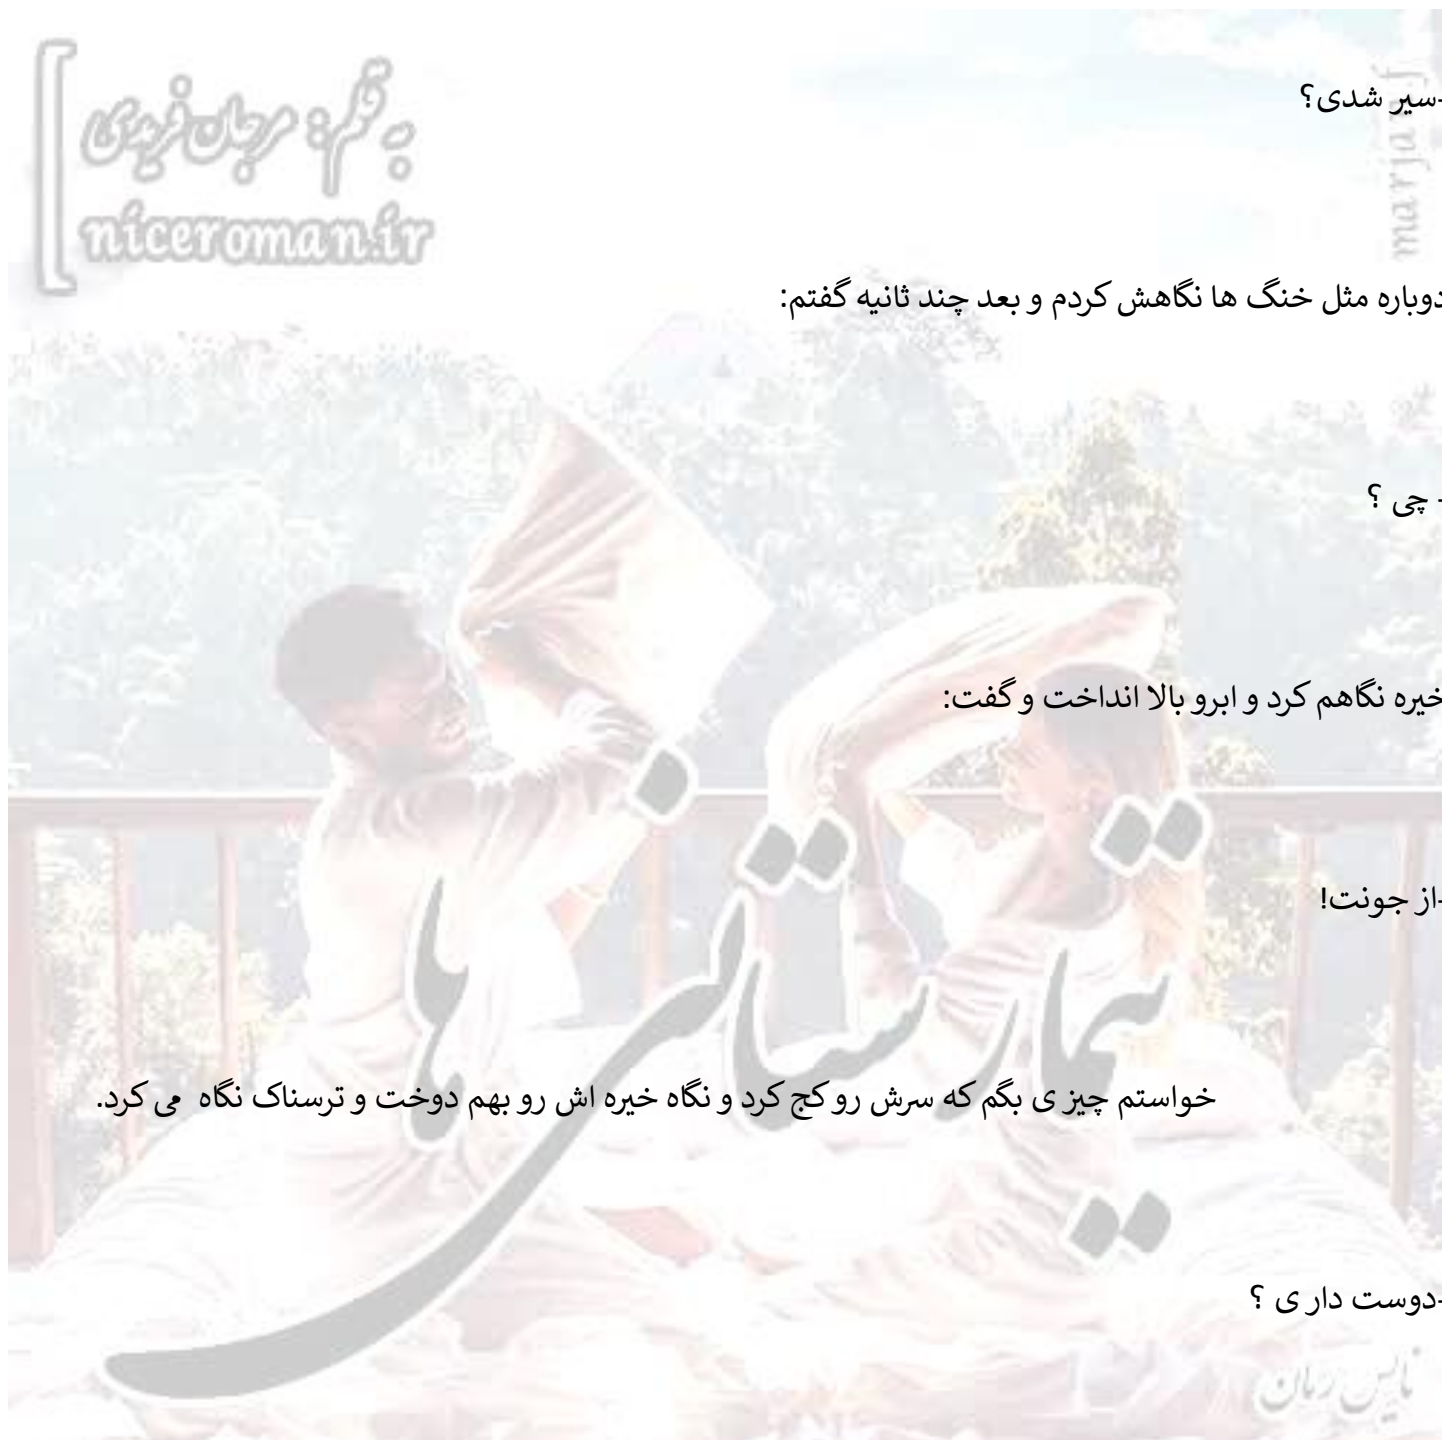 به قلم: مرجان فریدی
niceroman.ir
marjan f
-سیر شدی؟
دوباره مثل خنگ ها نگاهش کردم و بعد چند ثانیه گفتم:
- چی ؟
خیره نگاهم کرد و ابرو بالا انداخت و گفت:
-از جونت!
تیمارستانی ها
خواستم چیز ی بگم که سرش رو کج کرد و نگاه خیره اش رو بهم دوخت و ترسناک نگاه می کرد.
-دوست دار ی ؟
نایس رمان